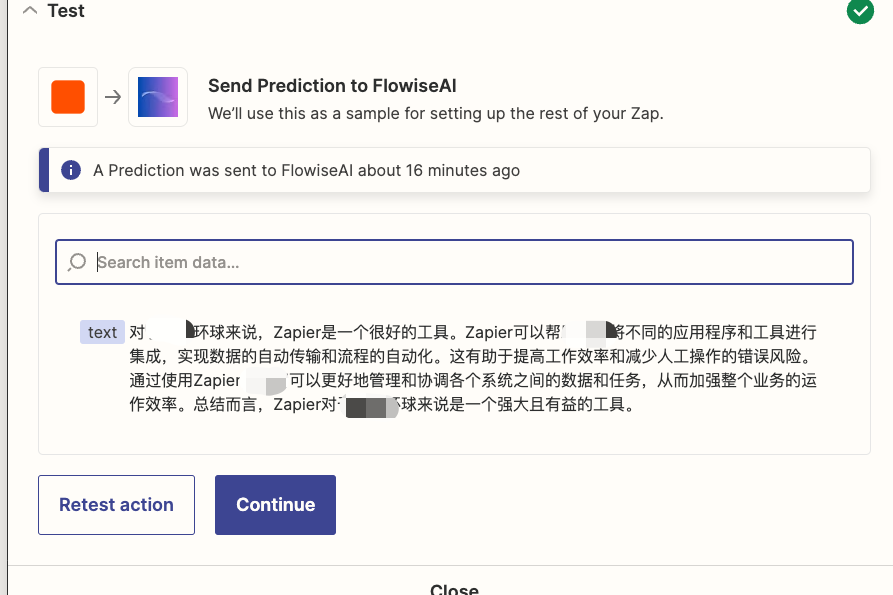 Test
Send Prediction to FlowiseAI
We'll use this as a sample for setting up the rest of your Zap.
A Prediction was sent to FlowiseAI about 16 minutes ago
Search item data...
text
对环球来说，Zapier是一个很好的工具。Zapier可以帮将不同的应用程序和工具进行
集成，实现数据的自动传输和流程的自动化。这有助于提高工作效率和减少人工操作的错误风险。
通过使用Zapier 可以更好地管理和协调各个系统之间的数据和任务，从而加强整个业务的运
作效率。总结而言，Zapier对球来说是一个强大且有益的工具。
Retest action
Continue
Close